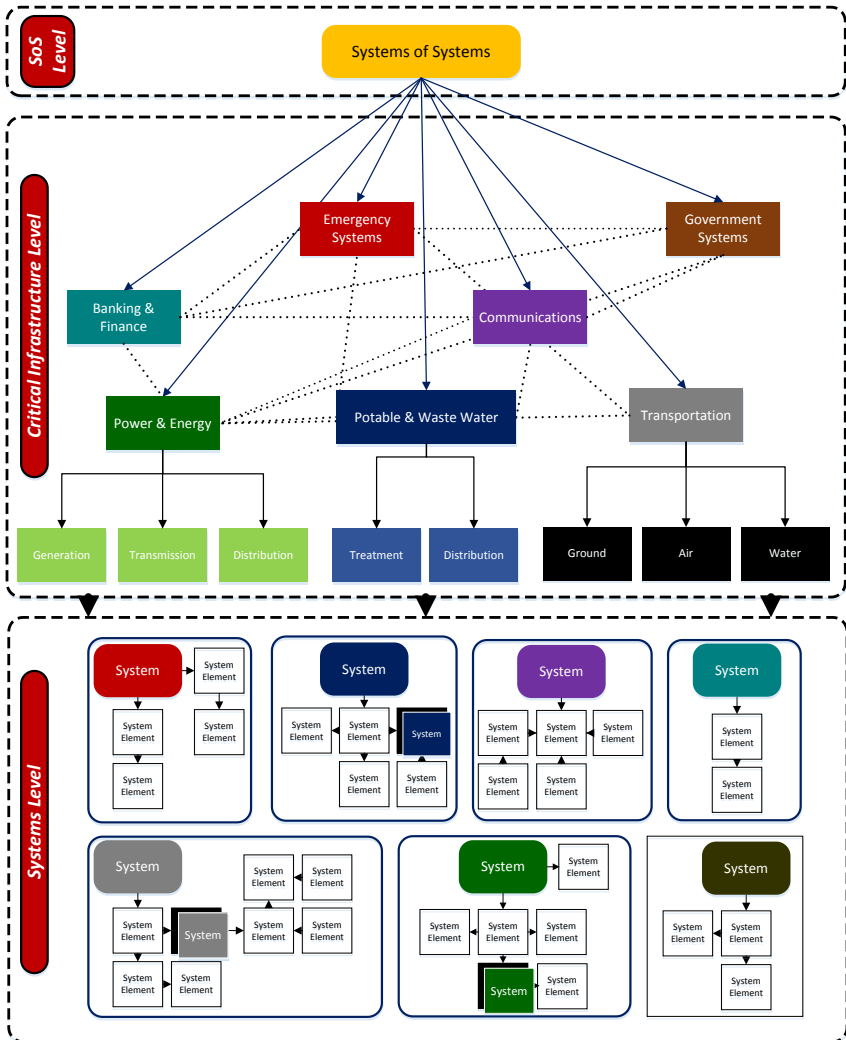 SoS
Level
Systems of Systems
Critical Infrastructure Level
Emergency
Systems
Government
Systems
Banking &
Finance
Communications
Power & Energy
Potable & Waste Water
Transportation
Generation
Transmission
Distribution
Treatment
Distribution
Ground
Air
Water
Systems Level
System
System
Element
System
Element
System
Element
System
Element
System
System
Element
System
Element
System
System
Element
System
Element
System
System
Element
System
Element
System
Element
System
Element
System
Element
System
System
Element
System
Element
System
System
Element
System
System
Element
System
Element
System
Element
System
Element
System
Element
System
Element
System
System
Element
System
Element
System
Element
System
Element
System
System
Element
System
System
Element
System
Element
System
Element